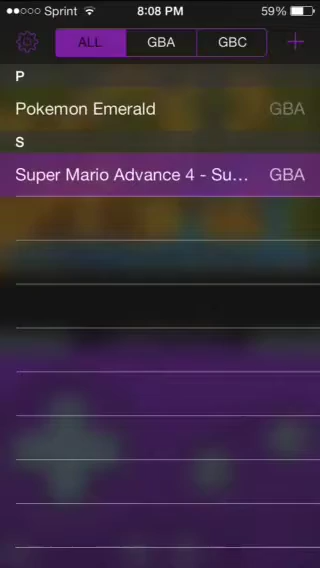 Sprint 8:08 PM 59%
ALL GBA GBC
P
Pokemon Emerald GBA
S
Super Mario Advance 4 - Su... GBA